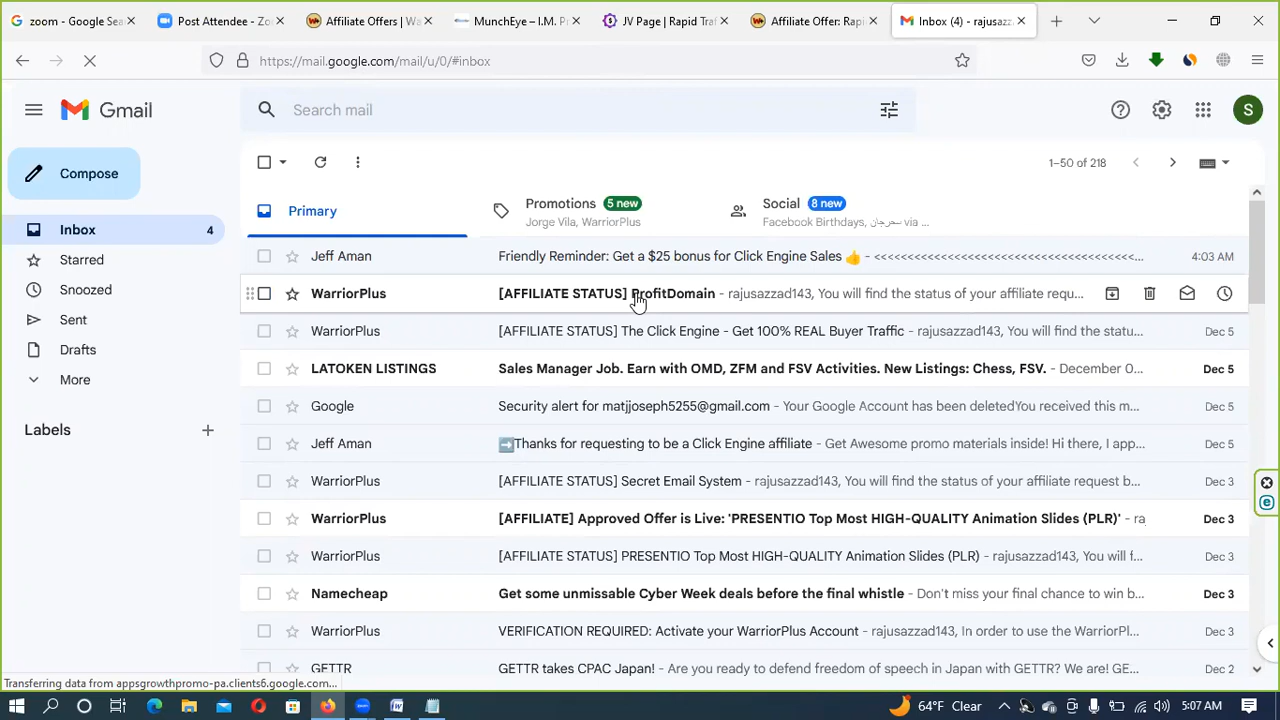 zoom - Google Sea
Post Attendee - Zo
Affiliate Offers | Wa
MunchEye – I.M. Pr
JV Page | Rapid Tra
Affiliate Offer: Rapi
Inbox (4) - rajusazz
https://mail.google.com/mail/u/0/#inbox
Gmail
Search mail
S
Compose
1–50 of 218
Inbox 4
Primary
Promotions 5 new
Jorge Vila, WarriorPlus
Social 8 new
Starred
Snoozed
Sent
Drafts
More
Labels
Jeff Aman Friendly Reminder: Get a $25 bonus for Click Engine Sales 👍 - <<<<<<<<<<<<<<<<<<<<<<<<<<<<<<<<<<... 4:03 AM
WarriorPlus [AFFILIATE STATUS] ProfitDomain - rajusazzad143, You will find the status of your affiliate requ...
WarriorPlus [AFFILIATE STATUS] The Click Engine - Get 100% REAL Buyer Traffic - rajusazzad143, You will find the statu... Dec 5
LATOKEN LISTINGS Sales Manager Job. Earn with OMD, ZFM and FSV Activities. New Listings: Chess, FSV. - December 0... Dec 5
Google Security alert for matjjoseph5255@gmail.com - Your Google Account has been deletedYou received this m... Dec 5
Jeff Aman ➡️Thanks for requesting to be a Click Engine affiliate - Get Awesome promo materials inside! Hi there, I app... Dec 5
WarriorPlus [AFFILIATE STATUS] Secret Email System - rajusazzad143, You will find the status of your affiliate request b... Dec 3
WarriorPlus [AFFILIATE] Approved Offer is Live: 'PRESENTIO Top Most HIGH-QUALITY Animation Slides (PLR)' - ra Dec 3
WarriorPlus [AFFILIATE STATUS] PRESENTIO Top Most HIGH-QUALITY Animation Slides (PLR) - rajusazzad143, You will f... Dec 3
Namecheap Get some unmissable Cyber Week deals before the final whistle - Don't miss your final chance to win b... Dec 3
WarriorPlus VERIFICATION REQUIRED: Activate your WarriorPlus Account - rajusazzad143, In order to use the WarriorPl... Dec 3
GETTR GETTR takes CPAC Japan! - Are you ready to defend freedom of speech in Japan with GETTR? We are! GE... Dec 2
Transferring data from appsgrowthpromo-pa.clients6.google.com...
64°F Clear
5:07 AM